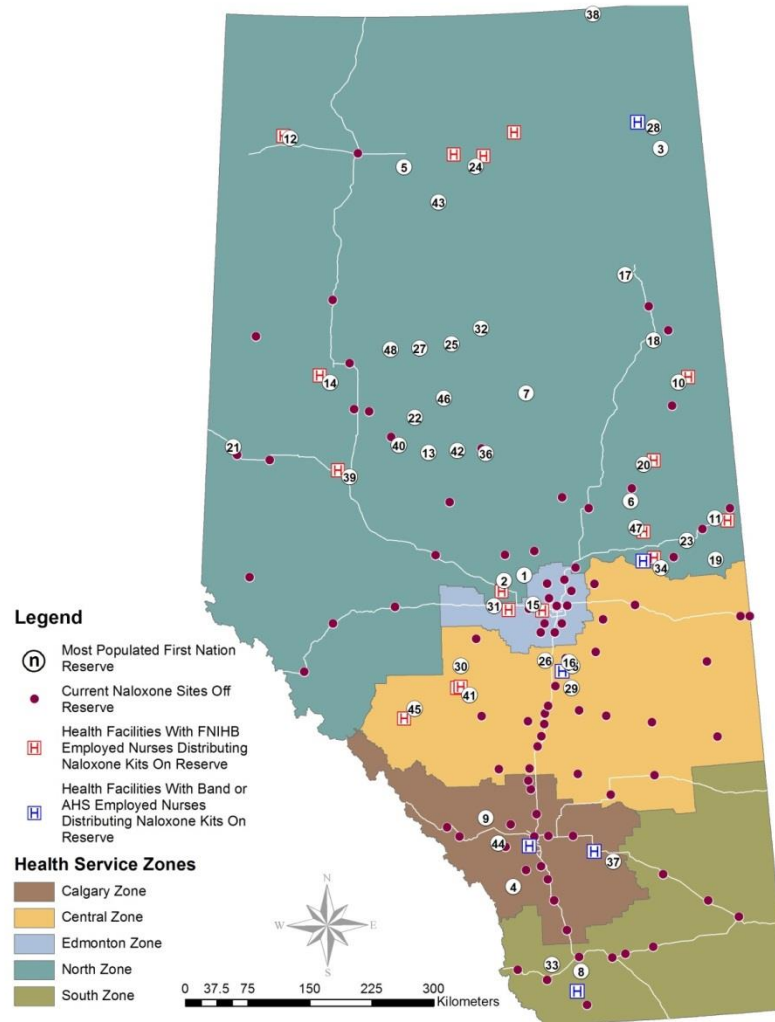 38
12
28
3
5
24
43
17
32
18
48
27
25
14
10
7
46
22
21
40
13
42
36
39
20
6
11
47
23
34
19
1
2
31
15
26
16
30
29
41
45
9
44
37
4
33
8
Legend
n
Most Populated First Nation
Reserve
Current Naloxone Sites Off
Reserve
H
Health Facilities With FNIHB
Employed Nurses Distributing
Naloxone Kits On Reserve
H
Health Facilities With Band or
AHS Employed Nurses
Distributing Naloxone Kits On
Reserve
Health Service Zones
Calgary Zone
Central Zone
Edmonton Zone
North Zone
South Zone
N
W E
S
0 37.5 75 150 225 300
Kilometers